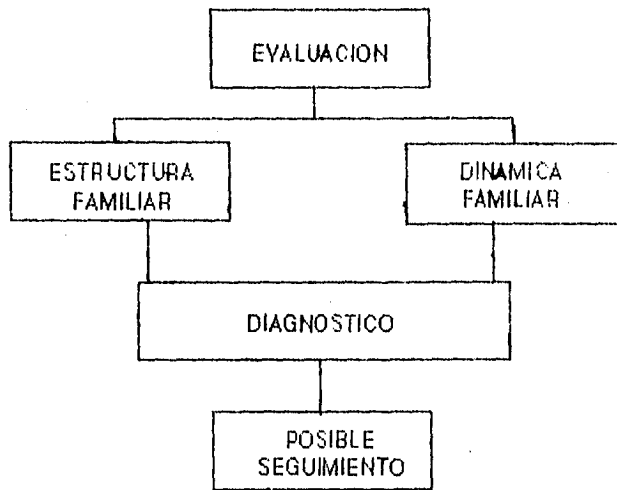 EVALUACION
ESTRUCTURA
FAMILIAR
DINAMICA
FAMILIAR
DIAGNOSTICO
POSIBLE
SEGUIMIENTO